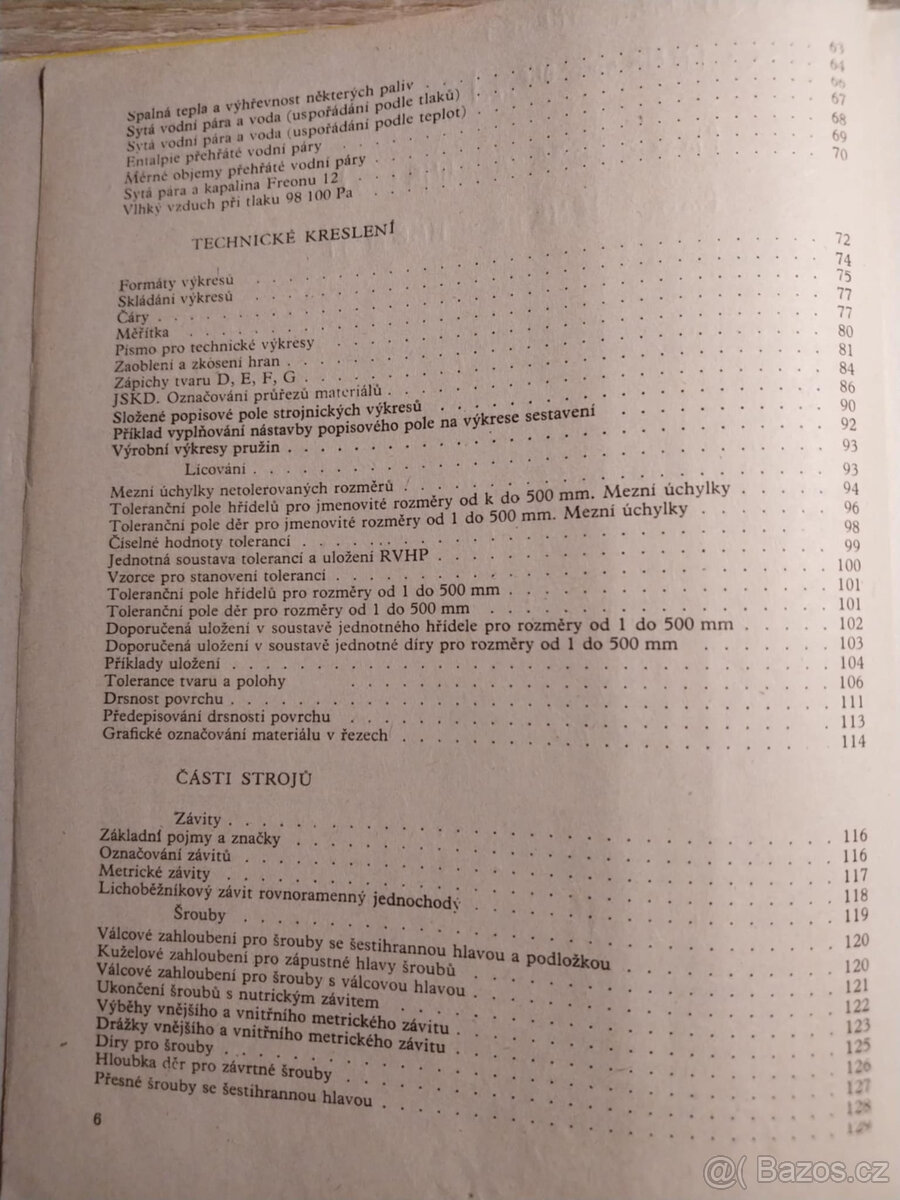 Spalná tepla a výhřevnost některých paliv . . . . . 63
Sytá vodní pára a voda (uspořádání podle tlaků) . . . . . 64
Sytá vodní pára a voda (uspořádání podle teplot) . . . . . 66
Entalpie přehřáté vodní páry . . . . . 67
Měrné objemy přehřáté vodní páry . . . . . 68
Sytá pára a kapalina Freonu 12 . . . . . 69
Vlhký vzduch při tlaku 98 100 Pa . . . . . 70
TECHNICKÉ KRESLENÍ
Formáty výkresů . . . . . 72
Skládání výkresů . . . . . 74
Čáry . . . . . 75
Měřítka . . . . . 77
Písmo pro technické výkresy . . . . . 77
Zaoblení a zkosení hran . . . . . 80
Zápichy tvaru D, E, F, G . . . . . 81
JSKD. Označování průřezů materiálů . . . . . 84
Složené popisové pole strojnických výkresů . . . . . 86
Příklad vyplňování nástavby popisového pole na výkrese sestavení . . . . . 90
Výrobní výkresy pružin . . . . . 92
Licování . . . . . 93
Mezní úchylky netolerovaných rozměrů . . . . . 93
Toleranční pole hřídelů pro jmenovité rozměry od k do 500 mm. Mezní úchylky . . . . . 94
Toleranční pole děr pro jmenovité rozměry od 1 do 500 mm. Mezní úchylky . . . . . 96
Číselné hodnoty tolerancí . . . . . 98
Jednotná soustava tolerancí a uložení RVHP . . . . . 99
Vzorce pro stanovení tolerancí . . . . . 100
Toleranční pole hřídelů pro rozměry od 1 do 500 mm . . . . . 101
Toleranční pole děr pro rozměry od 1 do 500 mm . . . . . 101
Doporučená uložení v soustavě jednotného hřídele pro rozměry od 1 do 500 mm . . . . . 102
Doporučená uložení v soustavě jednotné díry pro rozměry od 1 do 500 mm . . . . . 103
Příklady uložení . . . . . 104
Tolerance tvaru a polohy . . . . . 106
Drsnost povrchu . . . . . 111
Předepisování drsnosti povrchu . . . . . 113
Grafické označování materiálu v řezech . . . . . 114
ČÁSTI STROJŮ
Závity . . . . . 116
Základní pojmy a značky . . . . . 116
Označování závitů . . . . . 117
Metrické závity . . . . . 118
Lichoběžníkový závit rovnoramenný jednochodý . . . . . 119
Šrouby . . . . . 120
Válcové zahloubení pro šrouby se šestihrannou hlavou a podložkou . . . . . 120
Kuželové zahloubení pro zápustné hlavy šroubů . . . . . 121
Válcové zahloubení pro šrouby s válcovou hlavou . . . . . 122
Ukončení šroubů s nutrickým závitem . . . . . 123
Výběhy vnějšího a vnitřního metrického závitu . . . . . 125
Drážky vnějšího a vnitřního metrického závitu . . . . . 126
Díry pro šrouby . . . . . 127
Hloubka děr pro závrtné šrouby . . . . . 128
Přesné šrouby se šestihrannou hlavou . . . . .
6
@( Bazos.cz